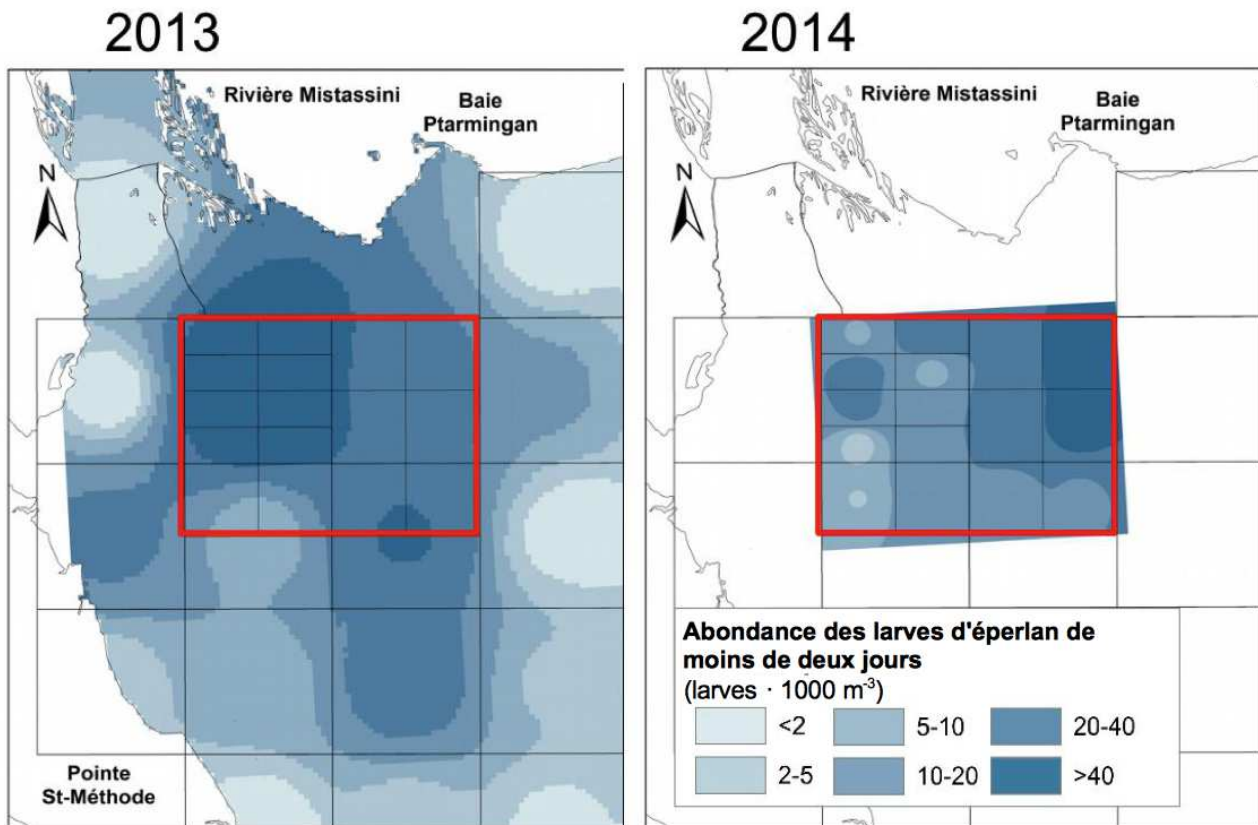 2013
2014
Rivière Mistassini
Baie
Ptarmingan
N
Pointe
St-Méthode
Rivière Mistassini
Baie
Ptarmingan
N
Abondance des larves d'éperlan de
moins de deux jours
(larves · 1000 m⁻³)
<2
5-10
20-40
2-5
10-20
>40